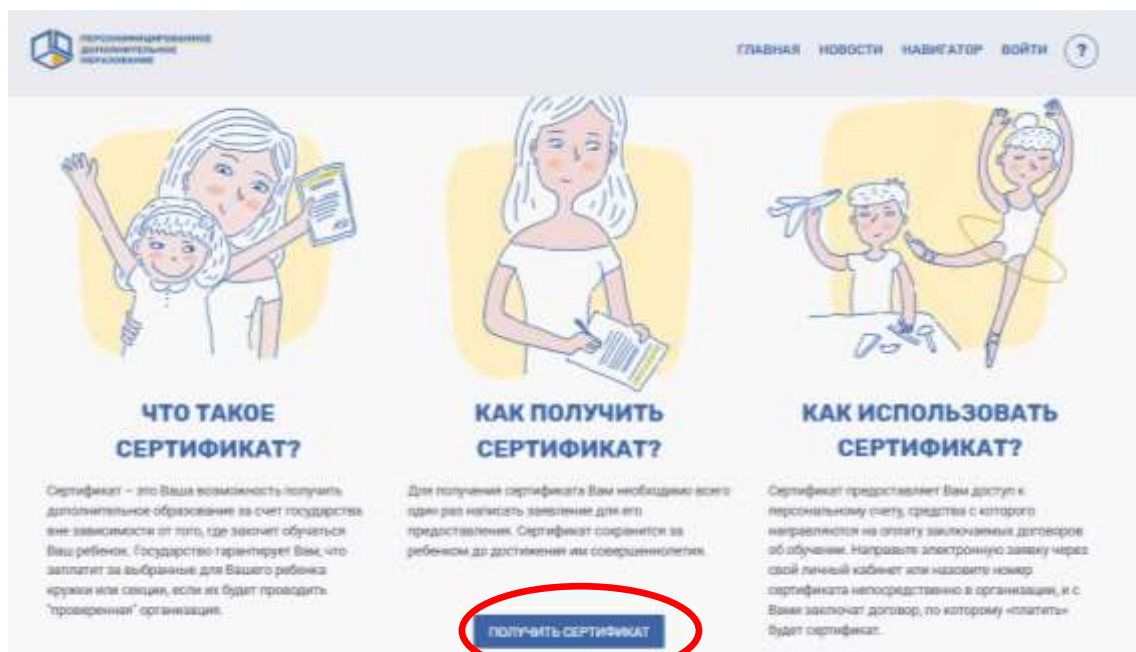 ПЕРСОНИФИЦИРОВАННОЕ
ДОПОЛНИТЕЛЬНОЕ
ОБРАЗОВАНИЕ
ГЛАВНАЯ НОВОСТИ НАВИГАТОР ВОЙТИ ?
ЧТО ТАКОЕ
СЕРТИФИКАТ?
Сертификат – это Ваша возможность получить
дополнительное образование за счет государства
вне зависимости от того, где захочет обучаться
Ваш ребенок. Государство гарантирует Вам, что
заплатит за выбранные для Вашего ребенка
кружки или секции, если их будет проводить
"проверенная" организация.
КАК ПОЛУЧИТЬ
СЕРТИФИКАТ?
Для получения сертификата Вам необходимо всего
один раз написать заявление для его
предоставления. Сертификат сохранится за
ребенком до достижения им совершеннолетия.
ПОЛУЧИТЬ СЕРТИФИКАТ
КАК ИСПОЛЬЗОВАТЬ
СЕРТИФИКАТ?
Сертификат предоставляет Вам доступ к
персональному счету, средства с которого
направляются на оплату заключаемых договоров
об обучении. Направьте электронную заявку через
свой личный кабинет или назовите номер
сертификата непосредственно в организации, и с
Вами заключат договор, по которому «платить»
будет сертификат.